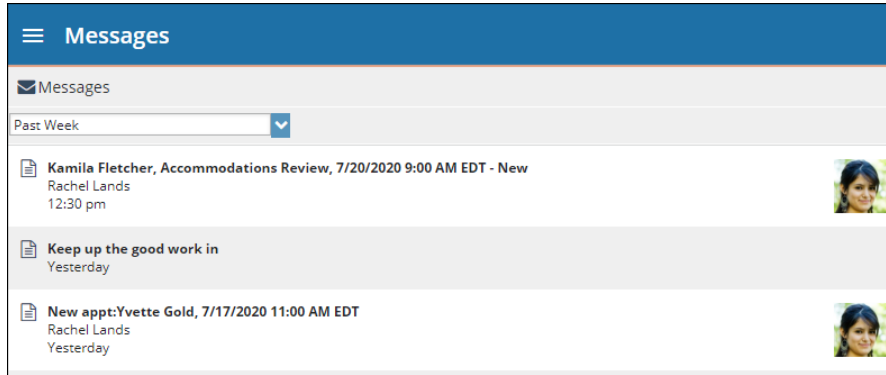 Messages
Messages
Past Week
Kamila Fletcher, Accommodations Review, 7/20/2020 9:00 AM EDT - New
Rachel Lands
12:30 pm
Keep up the good work in
Yesterday
New appt:Yvette Gold, 7/17/2020 11:00 AM EDT
Rachel Lands
Yesterday